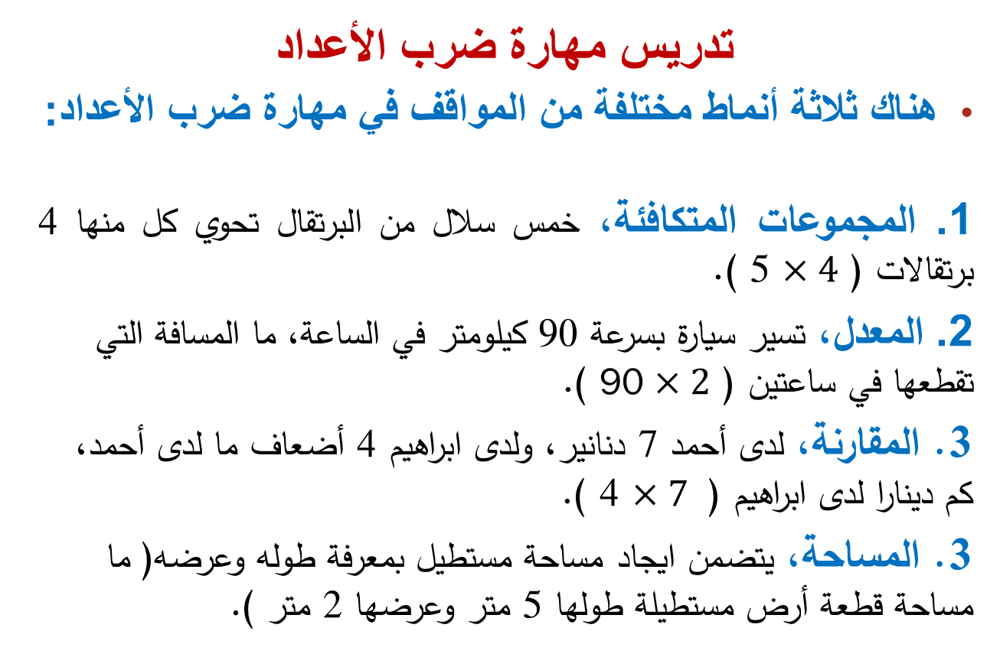 تدريس مهارة ضرب الأعداد
• هناك ثلاثة أنماط مختلفة من المواقف في مهارة ضرب الأعداد:
1. المجموعات المتكافئة، خمس سلال من البرتقال تحوي كل منها 4
برتقالات ( 5 × 4 ).
2. المعدل، تسير سيارة بسرعة 90 كيلومتر في الساعة، ما المسافة التي
تقطعها في ساعتين ( 90 × 2 ).
3. المقارنة، لدى أحمد 7 دنانير، ولدى ابراهيم 4 أضعاف ما لدى أحمد،
كم دينارا لدى ابراهيم ( 4 × 7 ).
3. المساحة، يتضمن ايجاد مساحة مستطيل بمعرفة طوله وعرضه( ما
مساحة قطعة أرض مستطيلة طولها 5 متر وعرضها 2 متر ).